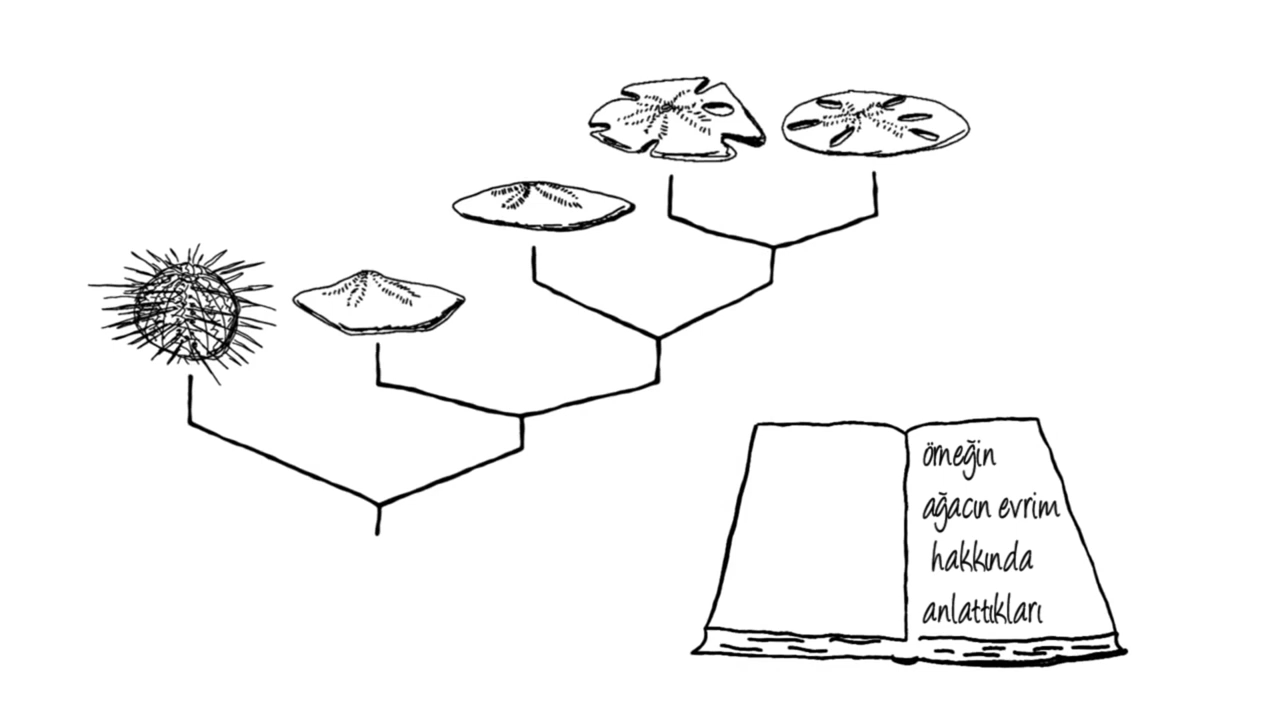 örneğin
ağacın evrim
hakkında
anlattıkları